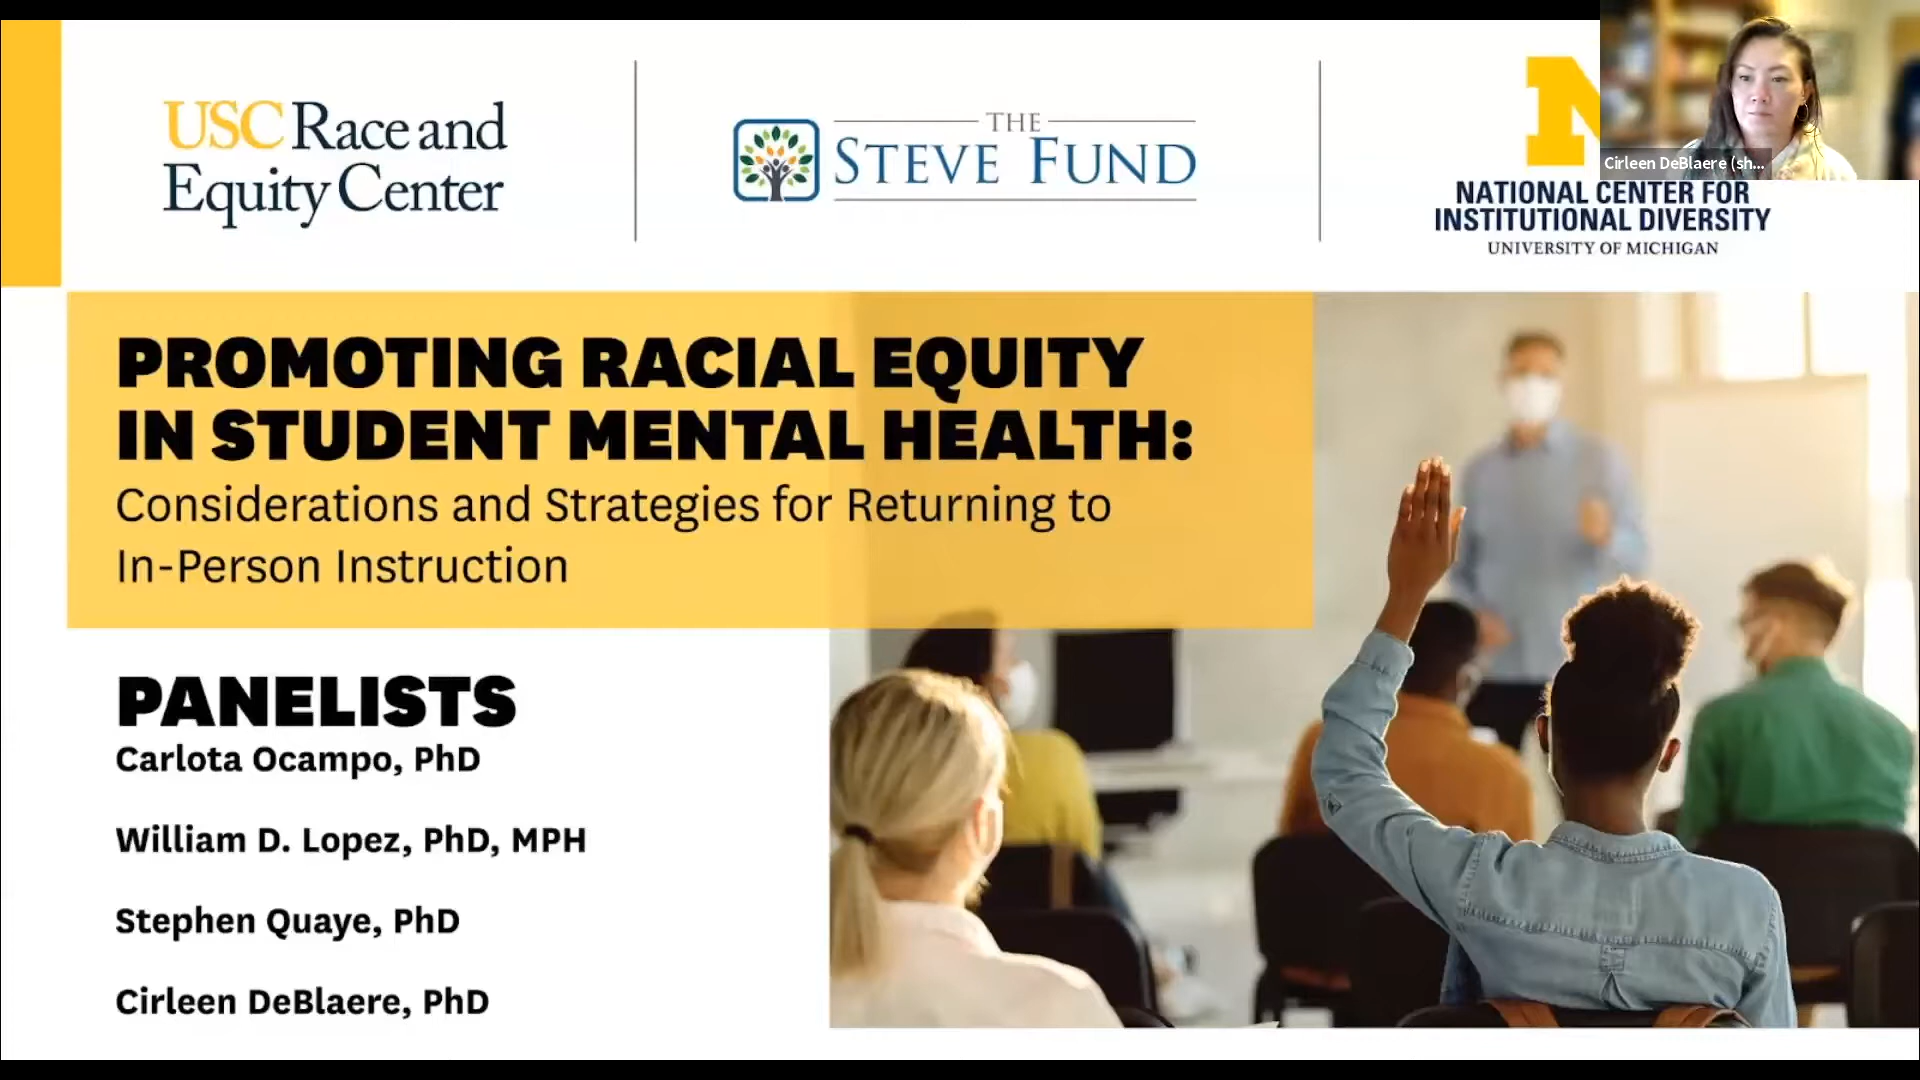 USC Race and
Equity Center
THE
STEVE FUND
Cirleen DeBlaere (sh...
NATIONAL CENTER FOR
INSTITUTIONAL DIVERSITY
UNIVERSITY OF MICHIGAN
PROMOTING RACIAL EQUITY
IN STUDENT MENTAL HEALTH:
Considerations and Strategies for Returning to
In-Person Instruction
PANELISTS
Carlota Ocampo, PhD
William D. Lopez, PhD, MPH
Stephen Quaye, PhD
Cirleen DeBlaere, PhD